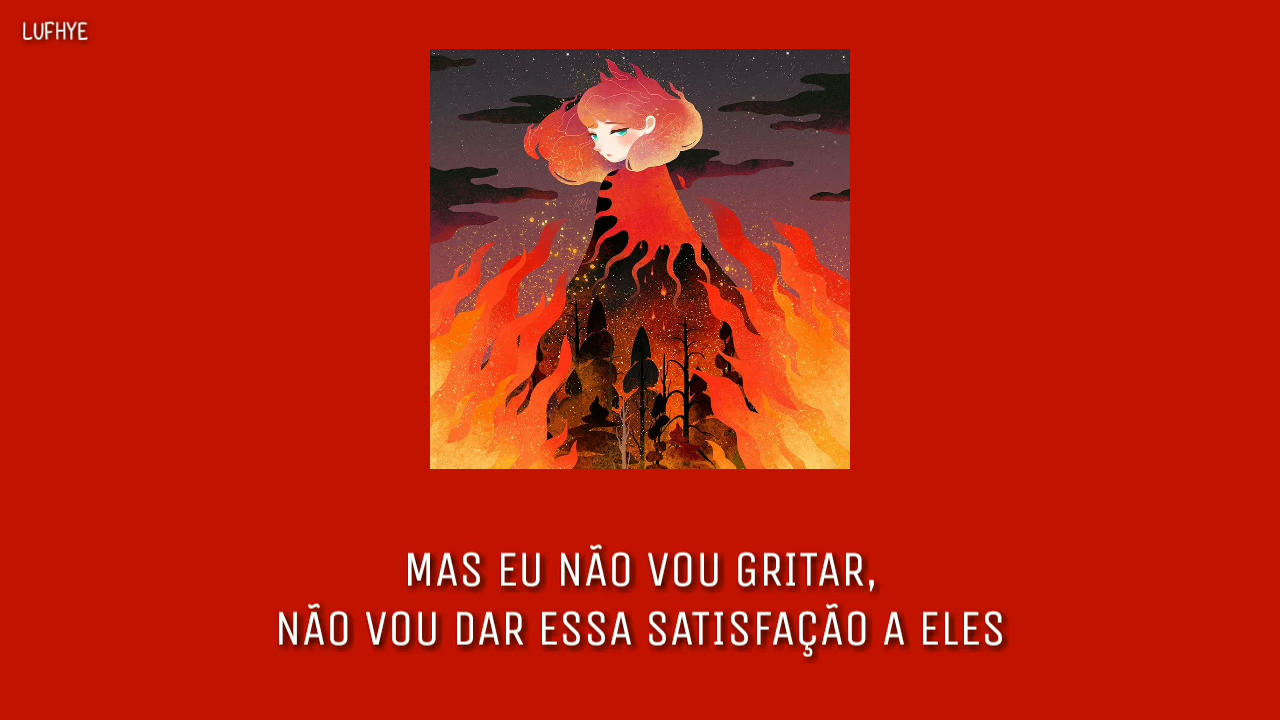 LUFHYE
MAS EU NÃO VOU GRITAR,
NÃO VOU DAR ESSA SATISFAÇÃO A ELES